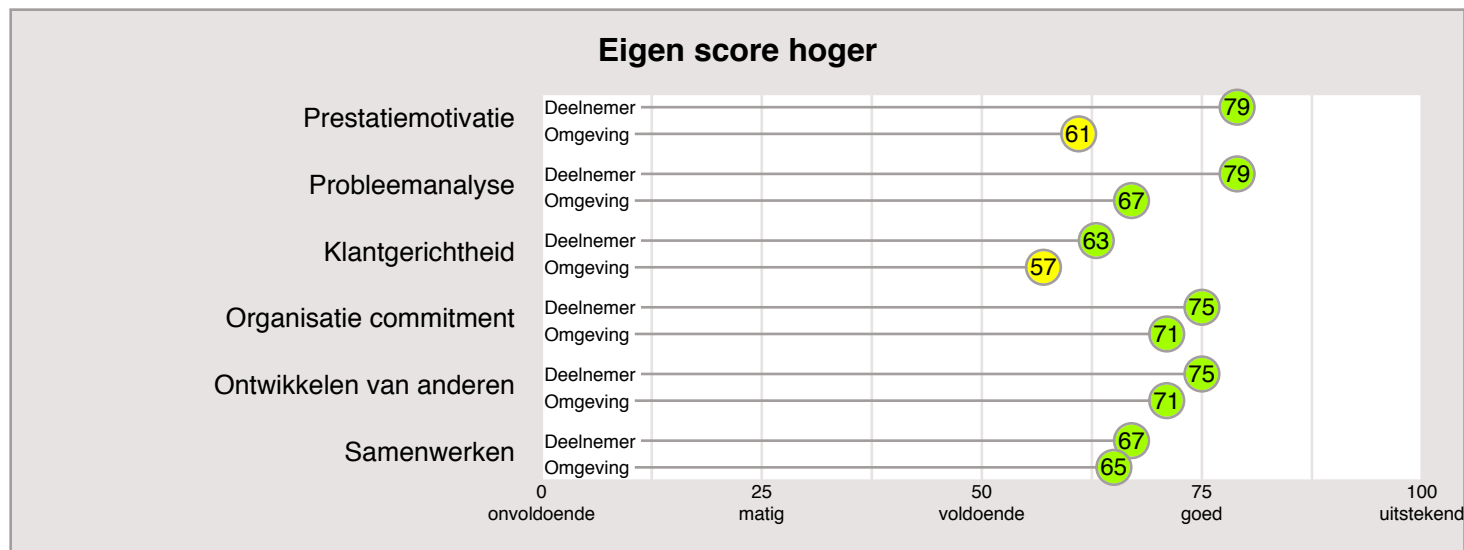 Eigen score hoger
Prestatiemotivatie
Deelnemer 79
Omgeving 61
Probleemanalyse
Deelnemer 79
Omgeving 67
Klantgerichtheid
Deelnemer 63
Omgeving 57
Organisatie commitment
Deelnemer 75
Omgeving 71
Ontwikkelen van anderen
Deelnemer 75
Omgeving 71
Samenwerken
Deelnemer 67
Omgeving 65
0 25 50 75 100
onvoldoende matig voldoende goed uitstekend